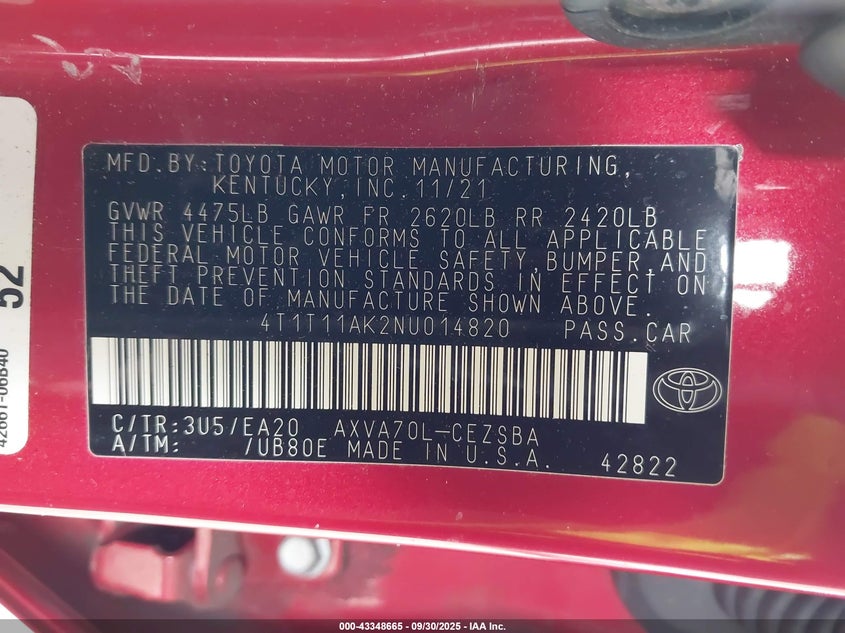 MFD.BY:TOYOTA MOTOR MANUFACTURING,
KENTUCKY,INC.11/21
GVWR 4475LB GAWR FR 2620LB RR 2420LB
THIS VEHICLE CONFORMS TO ALL APPLICABLE
FEDERAL MOTOR VEHICLE SAFETY,BUMPER,AND
THEFT PREVENTION STANDARDS IN EFFECT ON
THE DATE OF MANUFACTURE SHOWN ABOVE.
4T1T11AK2NU014820 PASS.CAR
C/TR:3U5/EA20 AXVA70L-CEZSBA
A/TM: /UB80E MADE IN U.S.A. 42822
52
42661-06B40
000-43348665 - 09/30/2025 - IAA Inc.